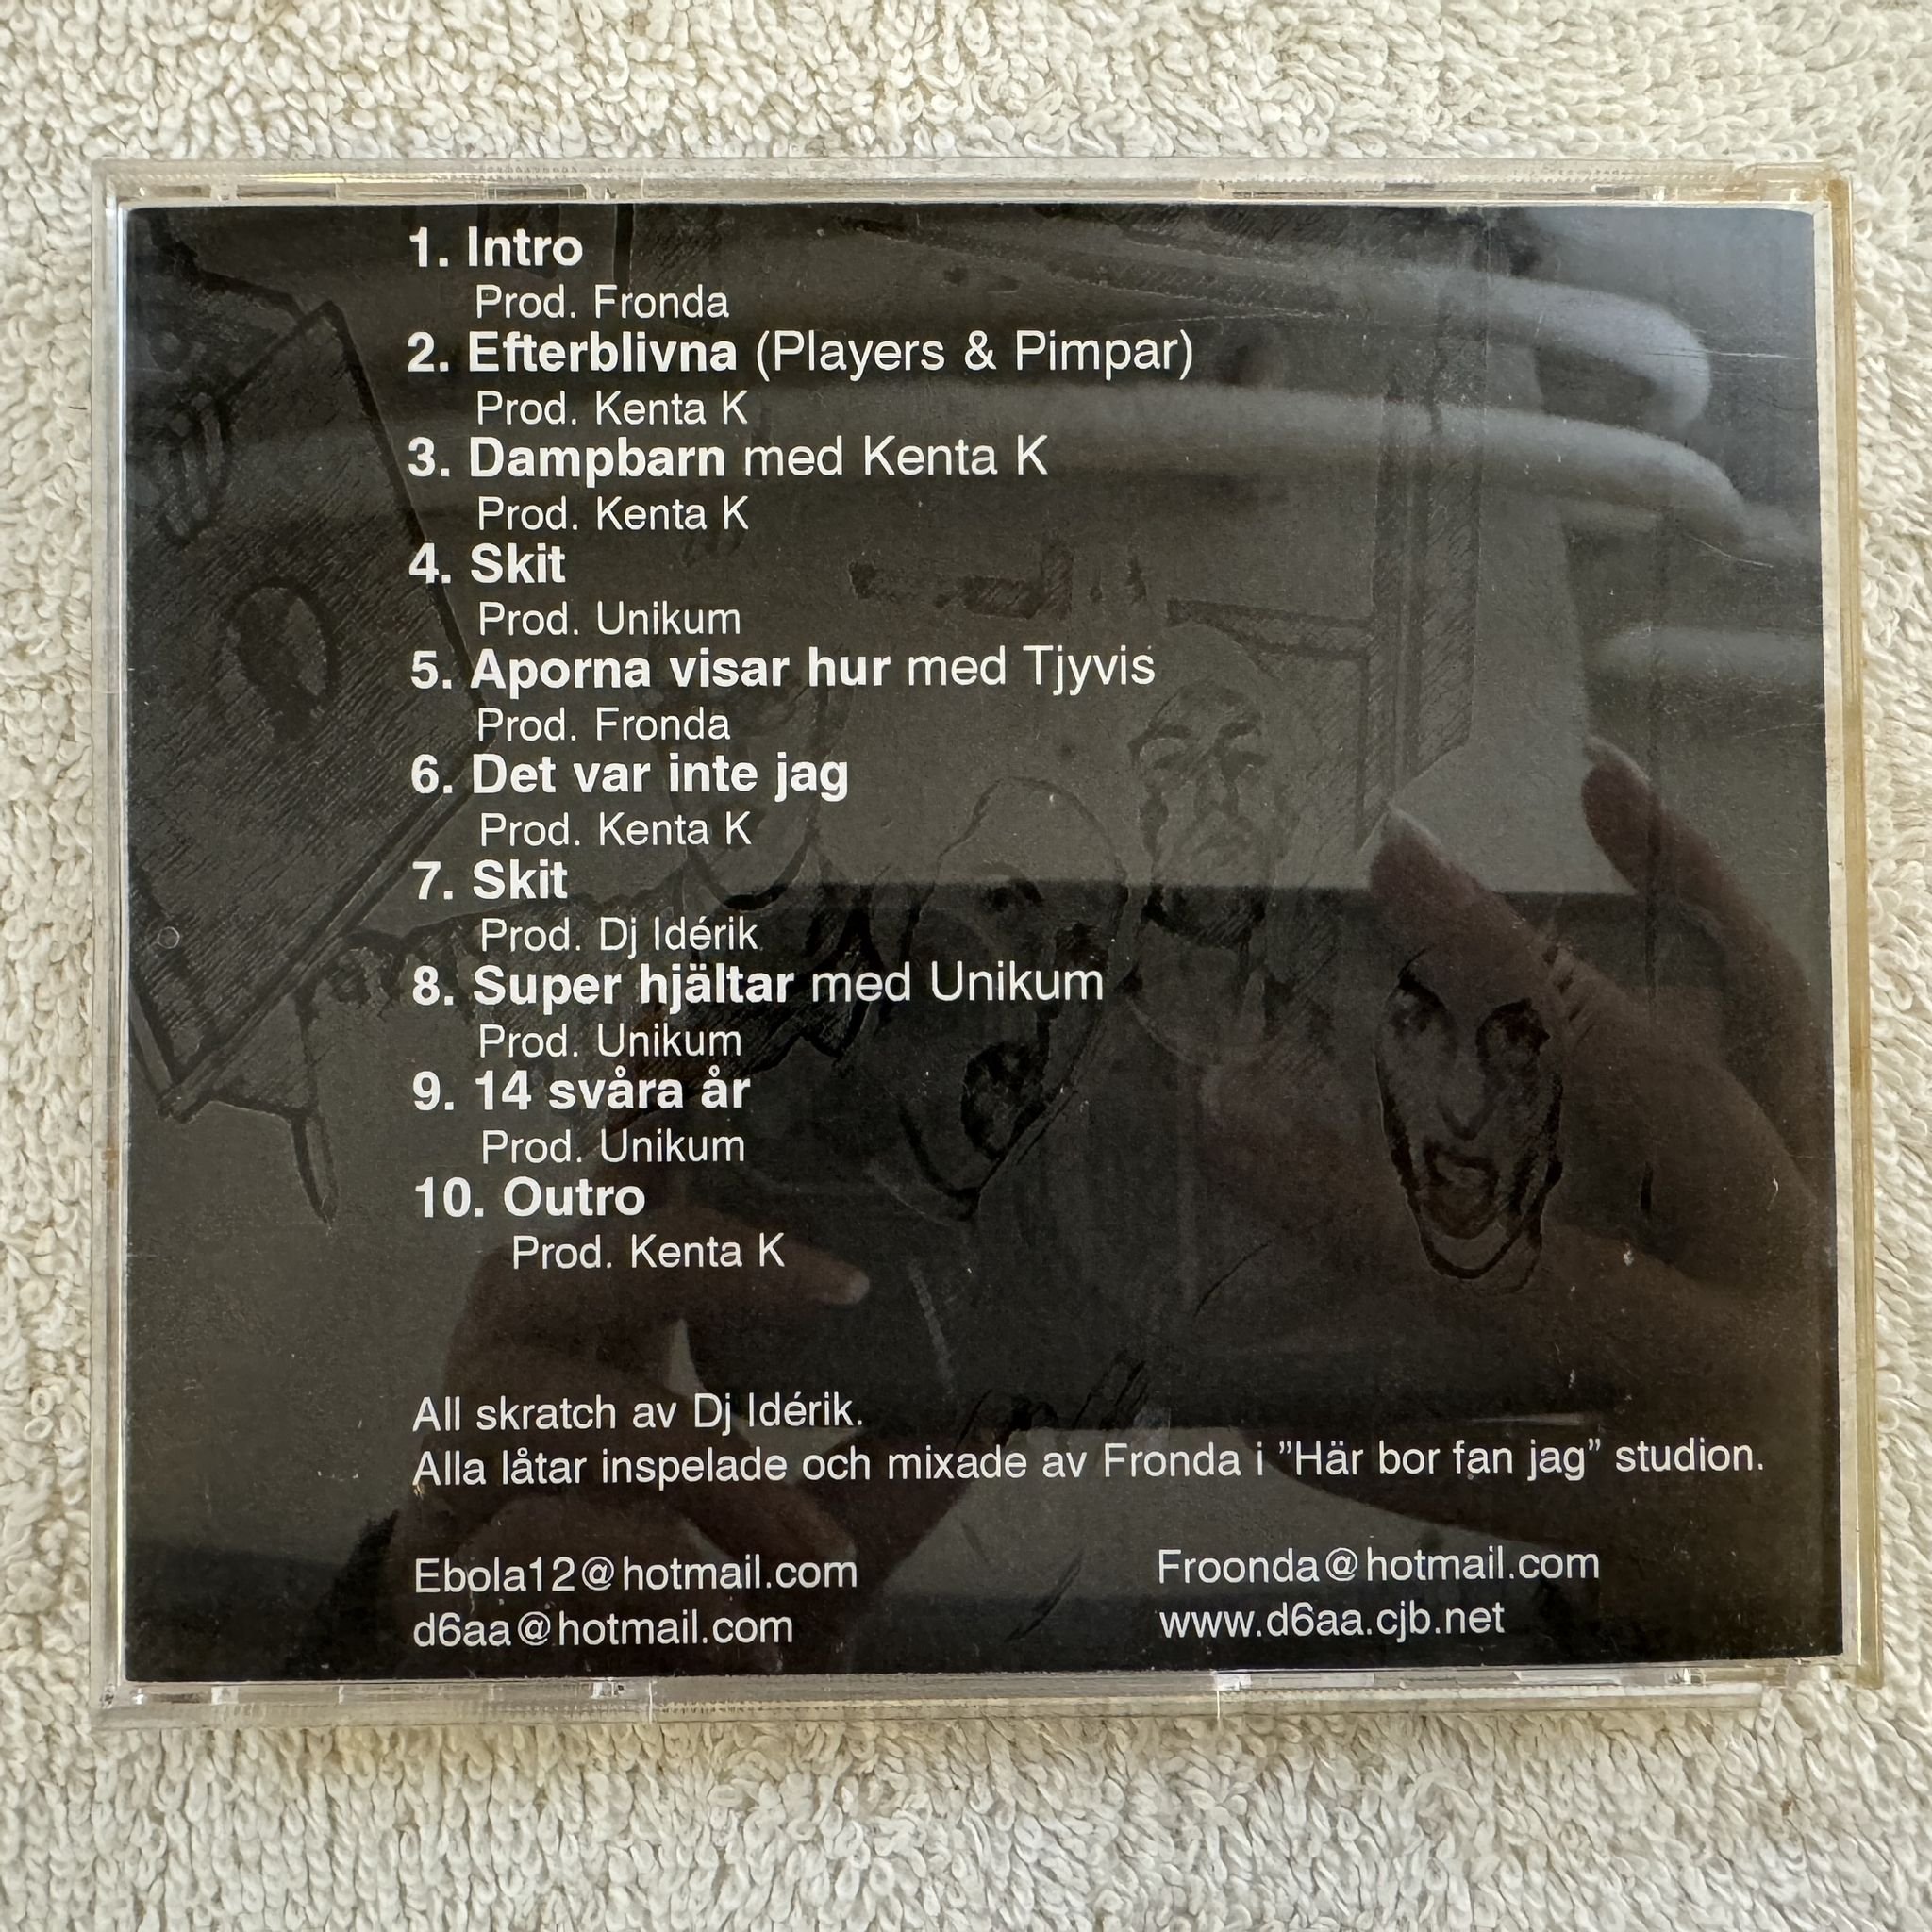 1. Intro
Prod. Fronda
2. Efterblivna (Players & Pimpar)
Prod. Kenta K
3. Dampbarn med Kenta K
Prod. Kenta K
4. Skit
Prod. Unikum
5. Aporna visar hur med Tjyvis
Prod. Fronda
6. Det var inte jag
Prod. Kenta K
7. Skit
Prod. Dj Idérik
8. Super hjältar med Unikum
Prod. Unikum
9. 14 svåra år
Prod. Unikum
10. Outro
Prod. Kenta K
All skratch av Dj Idérik.
Alla låtar inspelade och mixade av Fronda i ”Här bor fan jag” studion.
Ebola12@hotmail.com
d6aa@hotmail.com
Froonda@hotmail.com
www.d6aa.cjb.net